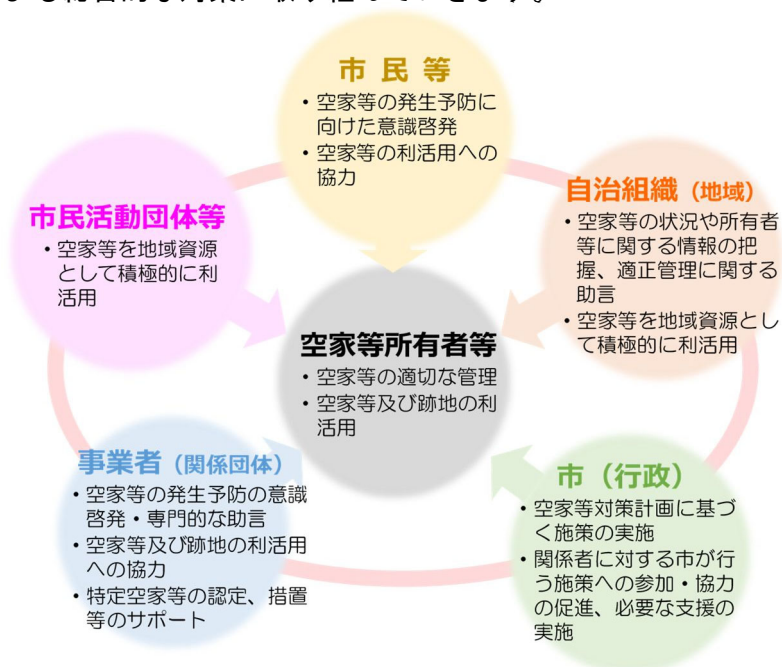 市 民 等
・空家等の発生予防に
向けた意識啓発
・空家等の利活用への
協力
市民活動団体等
・空家等を地域資源
として積極的に利
活用
自治組織（地域）
・空家等の状況や所有者
等に関する情報の把
握、適正管理に関する
助言
・空家等を地域資源とし
て積極的に利活用
空家等所有者等
・空家等の適切な管理
・空家等及び跡地の利
活用
事業者（関係団体）
・空家等の発生予防の意識
啓発・専門的な助言
・空家等及び跡地の利活用
への協力
・特定空家等の認定、措置
等のサポート
市（行政）
・空家等対策計画に基づ
く施策の実施
・関係者に対する市が行
う施策への参加・協力
の促進、必要な支援の
実施